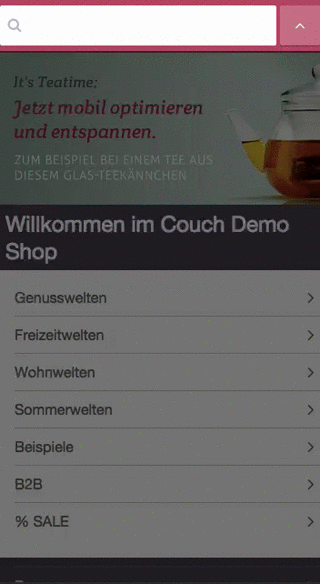 It's Teatime:
Jetzt mobil optimieren
und entspannen.
ZUM BEISPIEL BEI EINEM TEE AUS
DIESEM GLAS-TEEKÄNNCHEN
Willkommen im Couch Demo
Shop
Genusswelten
Freizeitwelten
Wohnwelten
Sommerwelten
Beispiele
B2B
% SALE